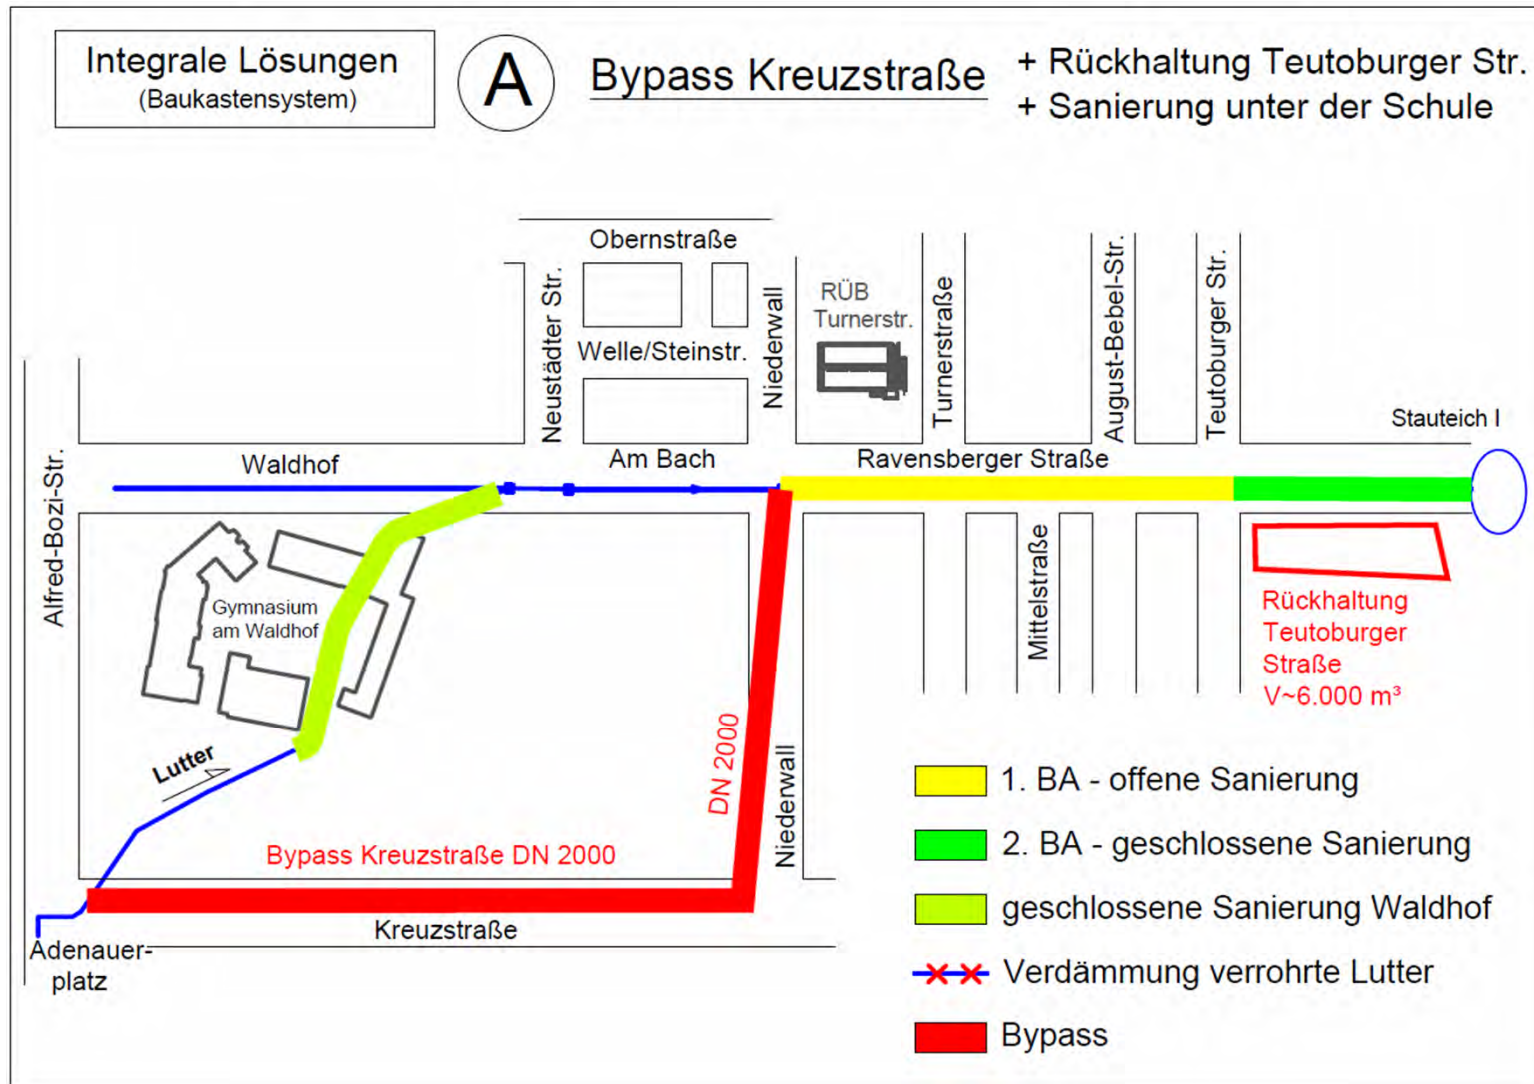 Integrale Lösungen
(Baukastensystem)
A
Bypass Kreuzstraße
+ Rückhaltung Teutoburger Str.
+ Sanierung unter der Schule
Obernstraße
Neustädter Str.
Welle/Steinstr.
Niederwall
RÜB
Turnerstr.
Turnerstraße
August-Bebel-Str.
Teutoburger Str.
Stauteich I
Alfred-Bozi-Str.
Waldhof
Am Bach
Ravensberger Straße
Gymnasium
am Waldhof
Mittelstraße
Rückhaltung
Teutoburger
Straße
V~6.000 m³
Lutter
DN 2000
Niederwall
Bypass Kreuzstraße DN 2000
Kreuzstraße
Adenauer-
platz
1. BA - offene Sanierung
2. BA - geschlossene Sanierung
geschlossene Sanierung Waldhof
Verdämmung verrohrte Lutter
Bypass